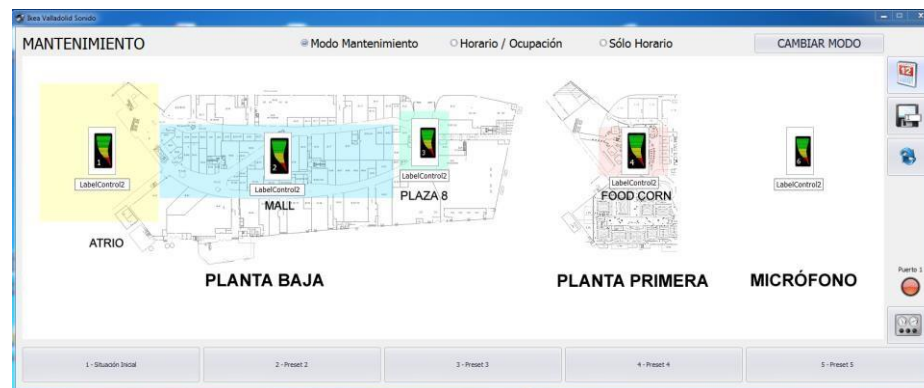 Ikea Valladolid Sonido
MANTENIMIENTO
Modo Mantenimiento
Horario / Ocupación
Sólo Horario
CAMBIAR MODO
12
1
LabelControl2
2
LabelControl2
MALL
3
LabelControl2
PLAZA 8
4
LabelControl2
FOOD CORN
6
LabelControl2
ATRIO
PLANTA BAJA
PLANTA PRIMERA
MICRÓFONO
Puerto 1
1 - Situación Inicial
2 - Preset 2
3 - Preset 3
4 - Preset 4
5 - Preset 5